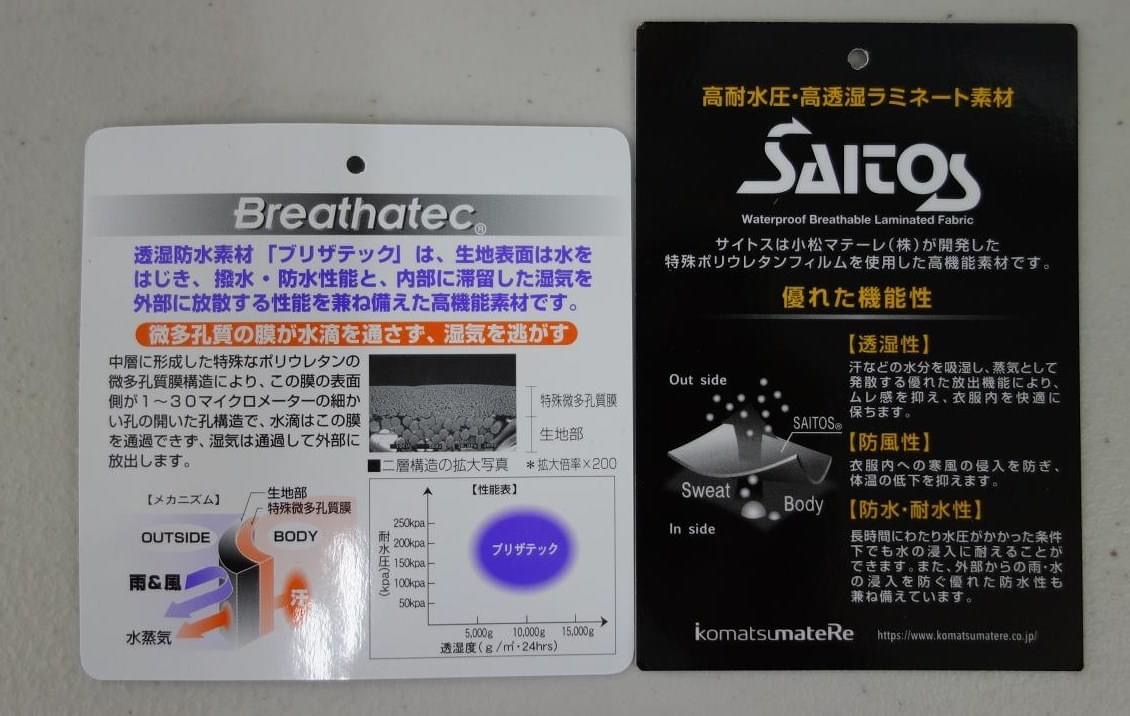 Breathatec®
透湿防水素材「ブリザテック」は、生地表面は水を
はじき、撥水・防水性能と、内部に滞留した湿気を
外部に放散する性能を兼ね備えた高機能素材です。
微多孔質の膜が水滴を通さず、湿気を逃がす
中層に形成した特殊なポリウレタンの
微多孔質膜構造により、この膜の表面
側が1～30マイクロメーターの細か
い孔の開いた孔構造で、水滴はこの膜
を通過できず、湿気は通過して外部に
放出します。
特殊微多孔質膜
生地部
■二層構造の拡大写真 ＊拡大倍率×200
【メカニズム】
生地部
特殊微多孔質膜
OUTSIDE
BODY
雨&風
汗
水蒸気
【性能表】
耐水圧(kpa)
250kpa
200kpa
150kpa
100kpa
50kpa
ブリザテック
5,000g 10,000g 15,000g
透湿度(g/㎡・24hrs)
高耐水圧・高透湿ラミネート素材
SAITOS
Waterproof Breathable Laminated Fabric
サイトスは小松マテーレ(株)が開発した
特殊ポリウレタンフィルムを使用した高機能素材です。
優れた機能性
Out side
SAITOS®
Sweat
Body
In side
【透湿性】
汗などの水分を吸湿し、蒸気として
発散する優れた放出機能により、
ムレ感を抑え、衣服内を快適に
保ちます。
【防風性】
衣服内への寒風の侵入を防ぎ、
体温の低下を抑えます。
【防水・耐水性】
長時間にわたり水圧がかかった条件
下でも水の浸入に耐えることが
できます。また、外部からの雨・水
の浸入を防ぐ優れた防水性も
兼ね備えています。
komatsumateRe
https://www.komatsumatere.co.jp/